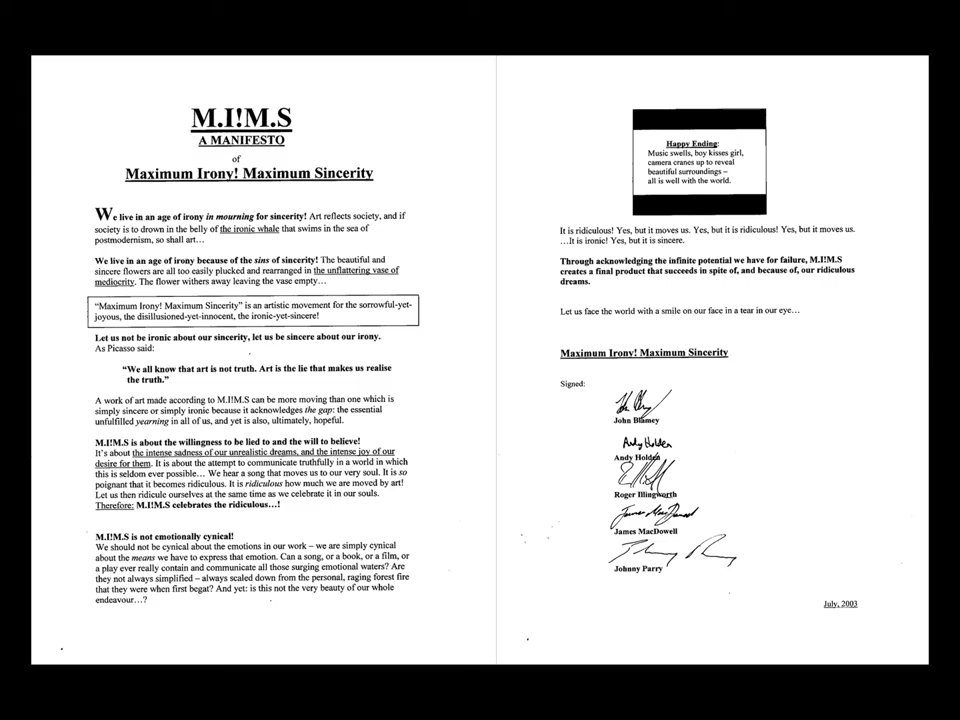 M.I!M.S
A MANIFESTO
of
Maximum Irony! Maximum Sincerity
We live in an age of irony in mourning for sincerity! Art reflects society, and if
society is to drown in the belly of the ironic whale that swims in the sea of
postmodernism, so shall art…
We live in an age of irony because of the sins of sincerity! The beautiful and
sincere flowers are all too easily plucked and rearranged in the unflattering vase of
mediocrity. The flower withers away leaving the vase empty…
“Maximum Irony! Maximum Sincerity” is an artistic movement for the sorrowful-yet-
joyous, the disillusioned-yet-innocent, the ironic-yet-sincere!
Let us not be ironic about our sincerity, let us be sincere about our irony.
As Picasso said:
“We all know that art is not truth. Art is the lie that makes us realise
the truth.”
A work of art made according to M.I!M.S can be more moving than one which is
simply sincere or simply ironic because it acknowledges the gap: the essential
unfulfilled yearning in all of us, and yet is also, ultimately, hopeful.
M.I!M.S is about the willingness to be lied to and the will to believe!
It's about the intense sadness of our unrealistic dreams, and the intense joy of our
desire for them. It is about the attempt to communicate truthfully in a world in which
this is seldom ever possible… We hear a song that moves us to our very soul. It is so
poignant that it becomes ridiculous. It is ridiculous how much we are moved by art!
Let us then ridicule ourselves at the same time as we celebrate it in our souls.
Therefore: M.I!M.S celebrates the ridiculous…!
M.I!M.S is not emotionally cynical!
We should not be cynical about the emotions in our work – we are simply cynical
about the means we have to express that emotion. Can a song, or a book, or a film, or
a play ever really contain and communicate all those surging emotional waters? Are
they not always simplified – always scaled down from the personal, raging forest fire
that they were when first begat? And yet: is this not the very beauty of our whole
endeavour…?
Happy Ending:
Music swells, boy kisses girl,
camera cranes up to reveal
beautiful surroundings –
all is well with the world.
It is ridiculous! Yes, but it moves us. Yes, but it is ridiculous! Yes, but it moves us.
…It is ironic! Yes, but it is sincere.
Through acknowledging the infinite potential we have for failure, M.I!M.S
creates a final product that succeeds in spite of, and because of, our ridiculous
dreams.
Let us face the world with a smile on our face in a tear in our eye…
Maximum Irony! Maximum Sincerity
Signed:
John Blamey
Andy Holden
Andy Holden
Roger Illingworth
James MacDowell
Johnny Parry
July, 2003